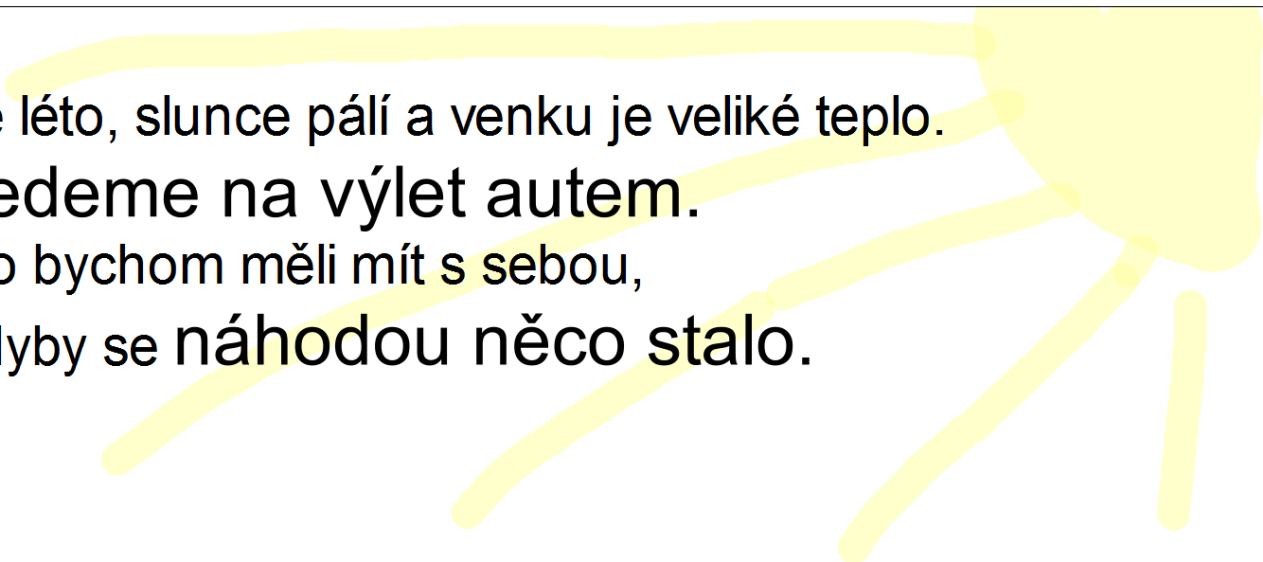 e léto, slunce pálí a venku je veliké teplo.
edeme na výlet autem.
o bychom měli mít s sebou,
dyby se náhodou něco stalo.